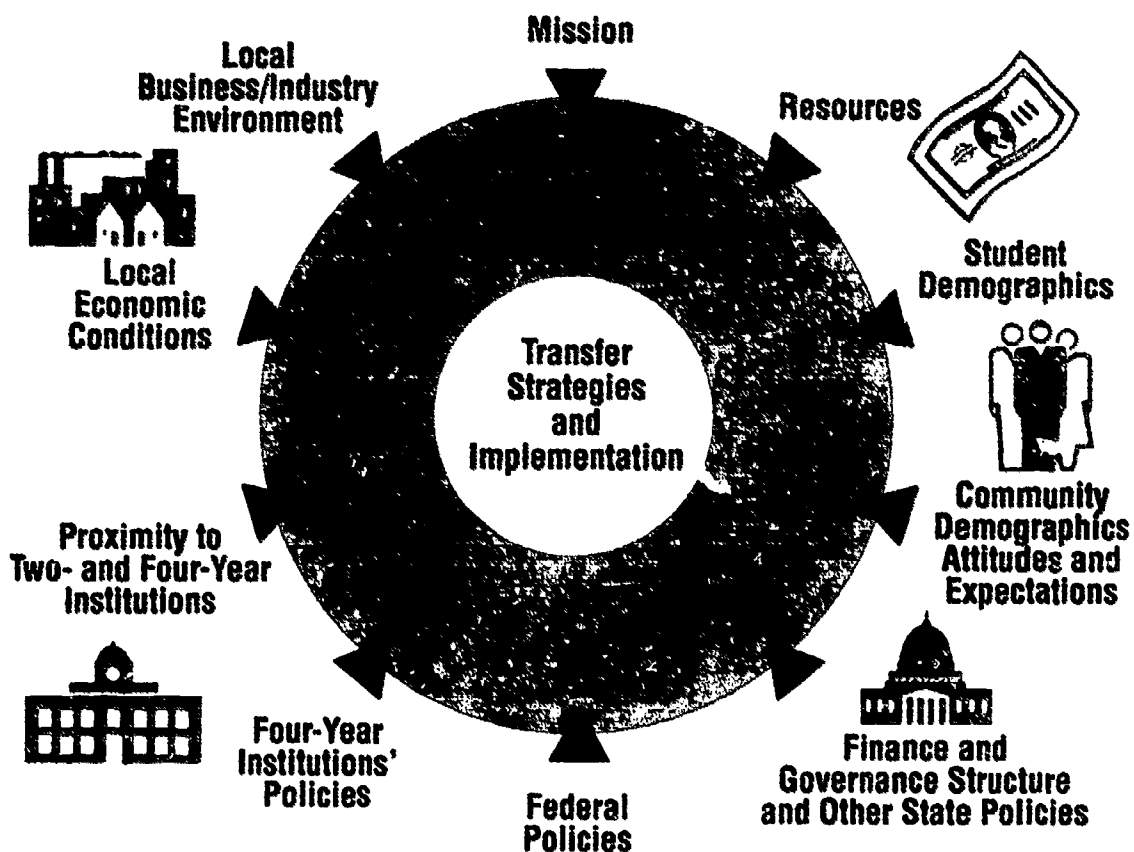 Mission
Local
Business/Industry
Environment
Resources
Student
Demographics
Local
Economic
Conditions
Transfer
Strategies
and
Implementation
Community
Demographics
Attitudes and
Expectations
Proximity to
Two- and Four-Year
Institutions
Four-Year
Institutions'
Policies
Federal
Policies
Finance and
Governance Structure
and Other State Policies